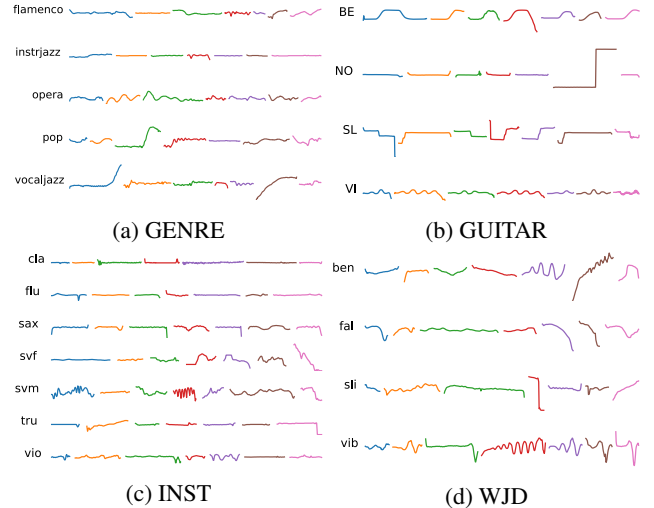 flamenco
instrjazz
opera
pop
vocaljazz
(a) GENRE
BE
NO
SL
VI
(b) GUITAR
cla
flu
sax
svf
svm
tru
vio
(c) INST
ben
fal
sli
vib
(d) WJD